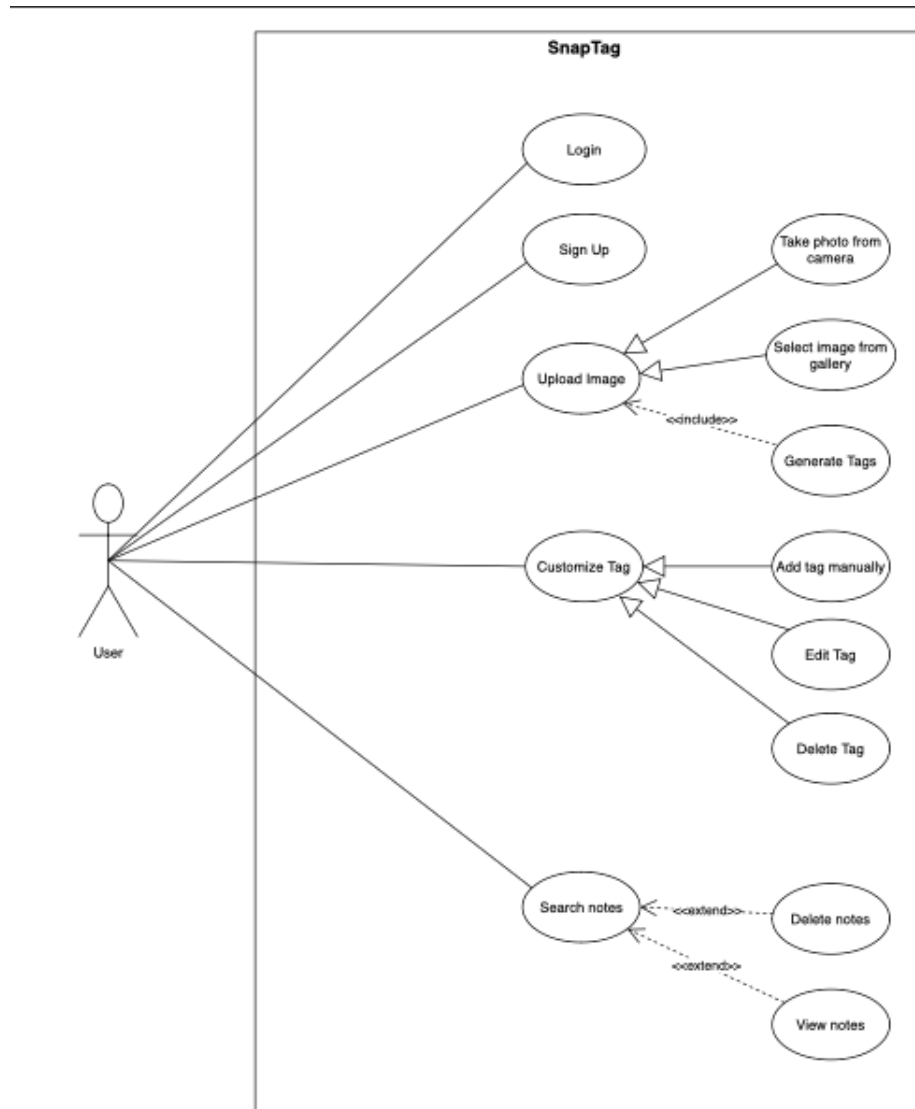 SnapTag
Login
Sign Up
Take photo from
camera
Select image from
gallery
Upload Image
<<include>>
Generate Tags
Customize Tag
Add tag manually
Edit Tag
User
Delete Tag
Search notes
<<extend>>
Delete notes
<<extend>>
View notes